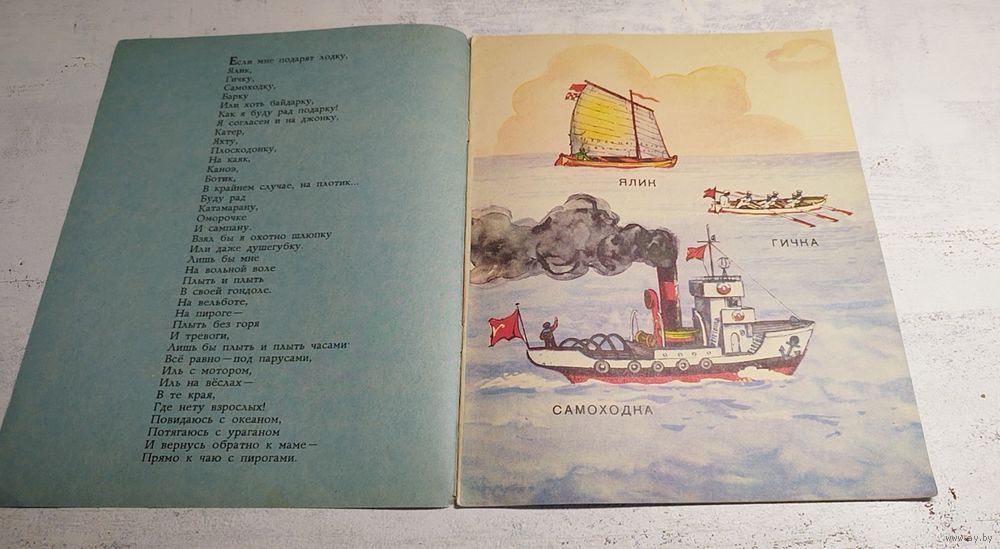 Если мне подарят лодку,
Ялик,
Гичку,
Самоходку,
Барку
Или хоть байдарку,
Как я буду рад подарку!
Я согласен и на джонку,
Катер,
Яхту,
Плоскодонку,
На каяк,
Каноэ,
Ботик,
В крайнем случае, на плотик...
Буду рад
Катамарану,
Оморочке
И сампану.
Взял бы я охотно шлюпку
Или даже душегубку.
Лишь бы мне
На вольной воле
Плыть и плыть
В своей гондоле.
На вельботе,
На пироге—
Плыть без горя
И тревоги,
Лишь бы плыть и плыть часами:
Всё равно — под парусами,
Иль с мотором,
Иль на вёслах—
В те края,
Где нету взрослых!
Повидаюсь с океаном,
Потягаюсь с ураганом
И вернусь обратно к маме—
Прямо к чаю с пирогами.
ЯЛИК
ГИЧКА
САМОХОДКА
www.ay.by